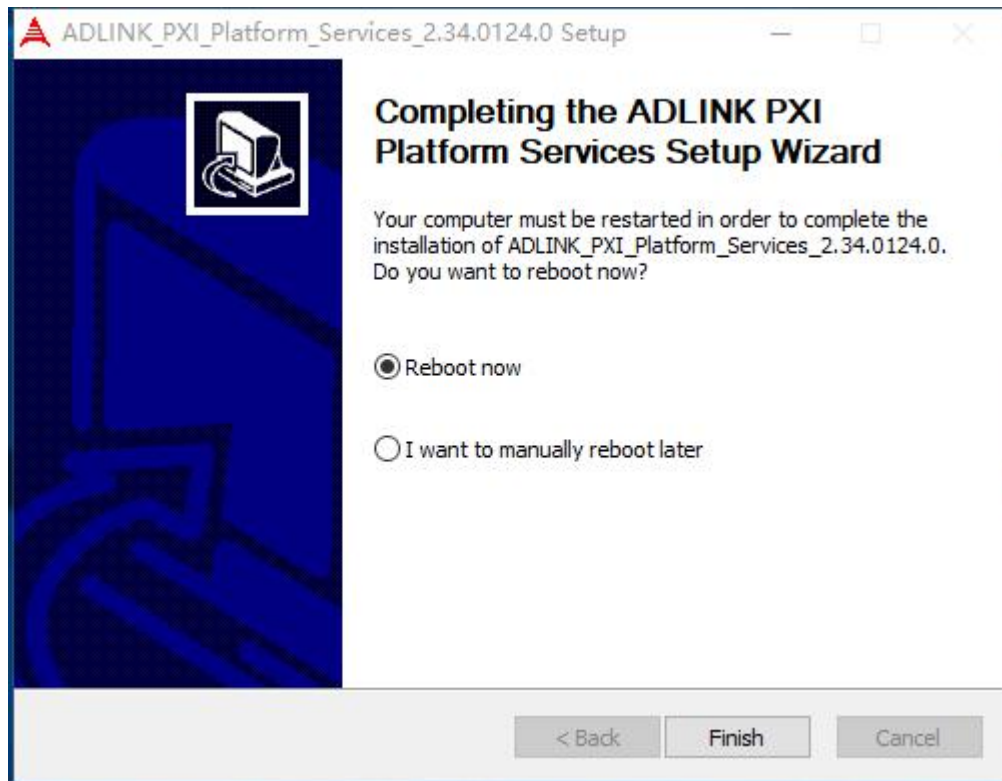 ADLINK_PXI_Platform_Services_2.34.0124.0 Setup
Completing the ADLINK PXI
Platform Services Setup Wizard
Your computer must be restarted in order to complete the
installation of ADLINK_PXI_Platform_Services_2.34.0124.0.
Do you want to reboot now?
Reboot now
I want to manually reboot later
< Back
Finish
Cancel